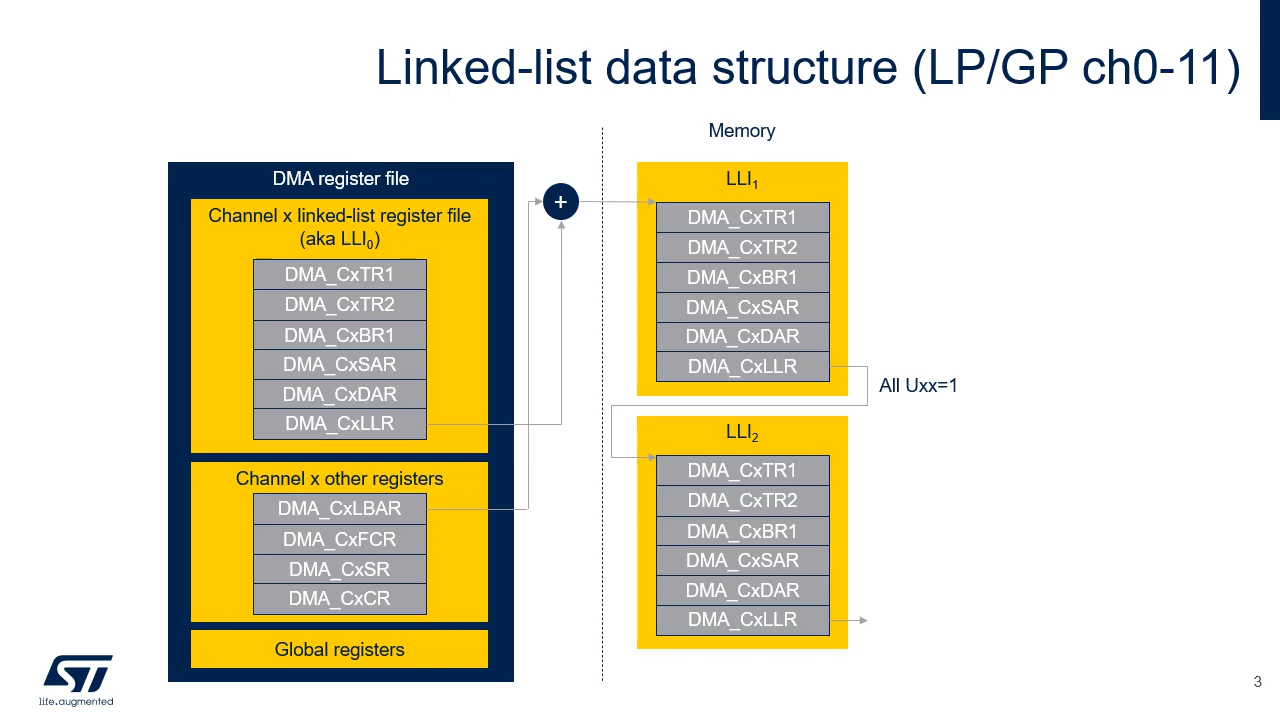 Linked-list data structure (LP/GP ch0-11)
Memory
DMA register file
Channel x linked-list register file
(aka LLI0)
DMA_CxTR1
DMA_CxTR2
DMA_CxBR1
DMA_CxSAR
DMA_CxDAR
DMA_CxLLR
Channel x other registers
DMA_CxLBAR
DMA_CxFCR
DMA_CxSR
DMA_CxCR
Global registers
+
LLI1
DMA_CxTR1
DMA_CxTR2
DMA_CxBR1
DMA_CxSAR
DMA_CxDAR
DMA_CxLLR
All Uxx=1
LLI2
DMA_CxTR1
DMA_CxTR2
DMA_CxBR1
DMA_CxSAR
DMA_CxDAR
DMA_CxLLR
ST
life.augmented
3